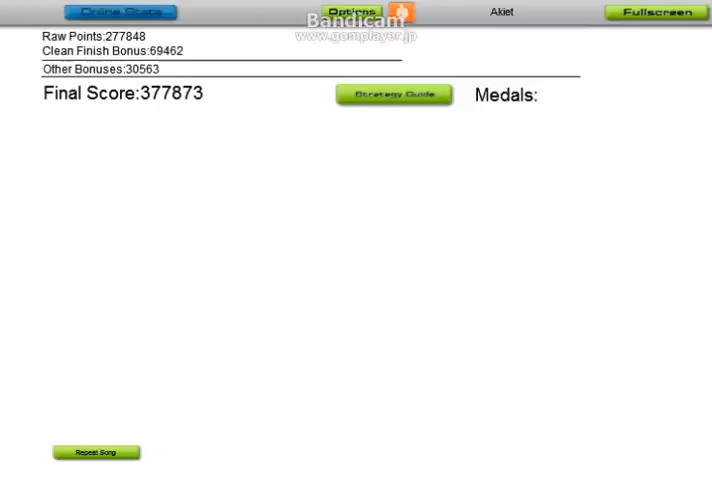 Online Stats Options Akiet Fullscreen
Bandicam
www.gomplayer.jp
Raw Points:277848
Clean Finish Bonus:69462
Other Bonuses:30563
Final Score:377873 Strategy Guide Medals:
Repeat Song